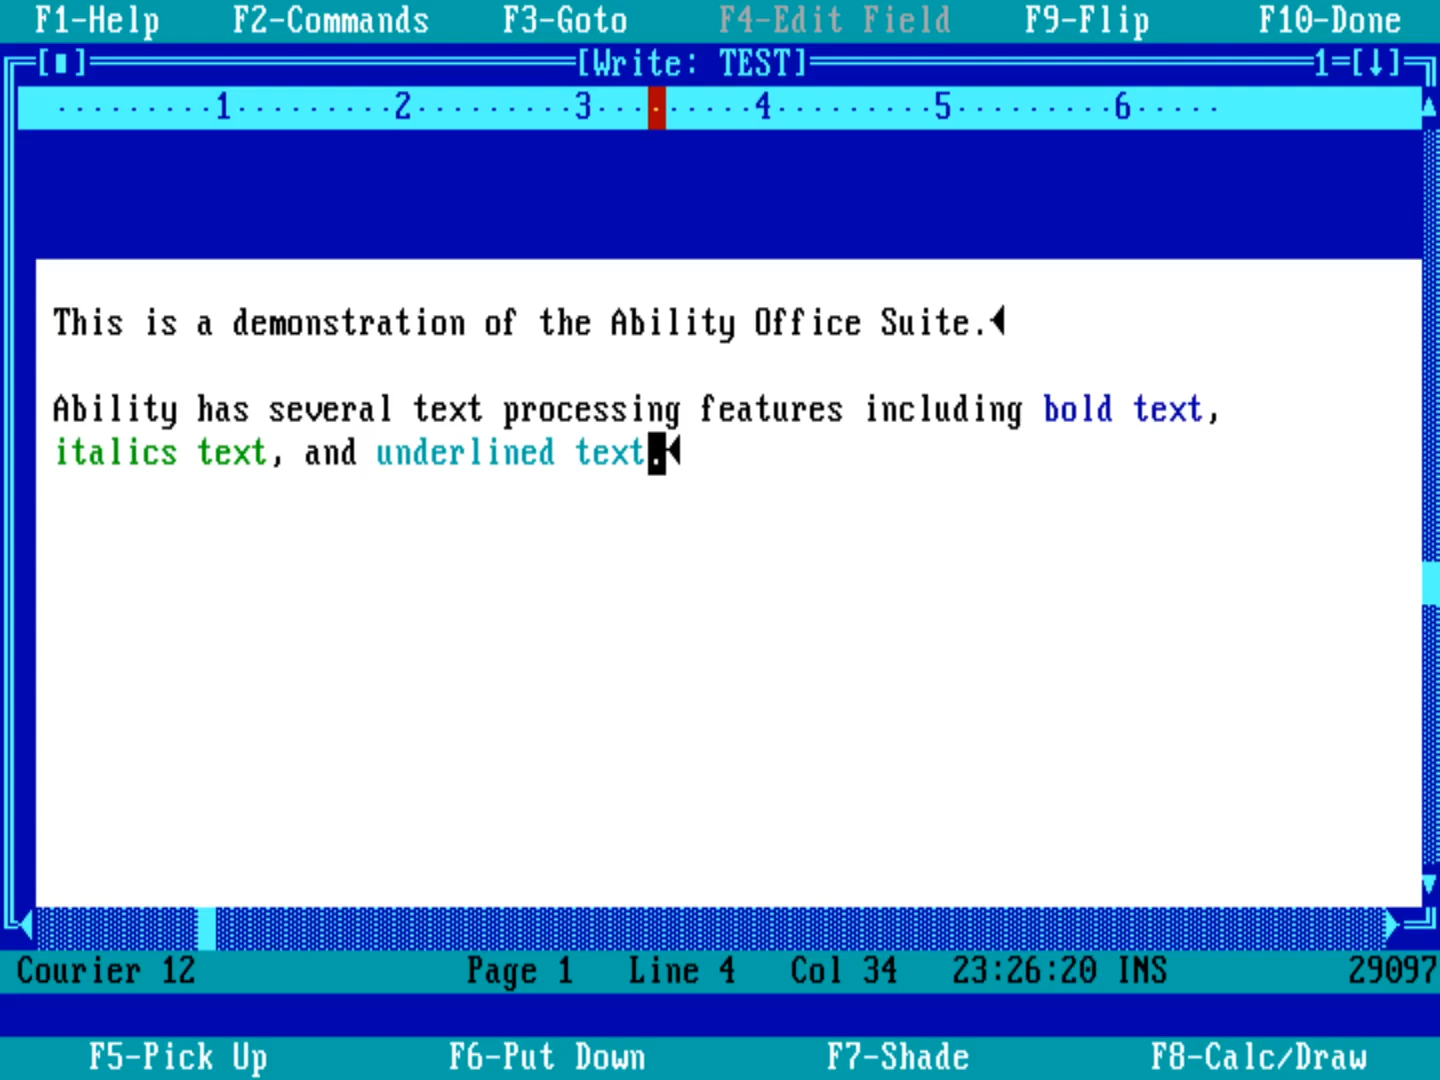 F1-Help F2-Commands F3-Goto F4-Edit Field F9-Flip F10-Done
[Write: TEST] 1
1 2 3 4 5 6
This is a demonstration of the Ability Office Suite.
Ability has several text processing features including bold text,
italics text, and underlined text.
Courier 12 Page 1 Line 4 Col 34 23:26:20 INS 29097
F5-Pick Up F6-Put Down F7-Shade F8-Calc/Draw